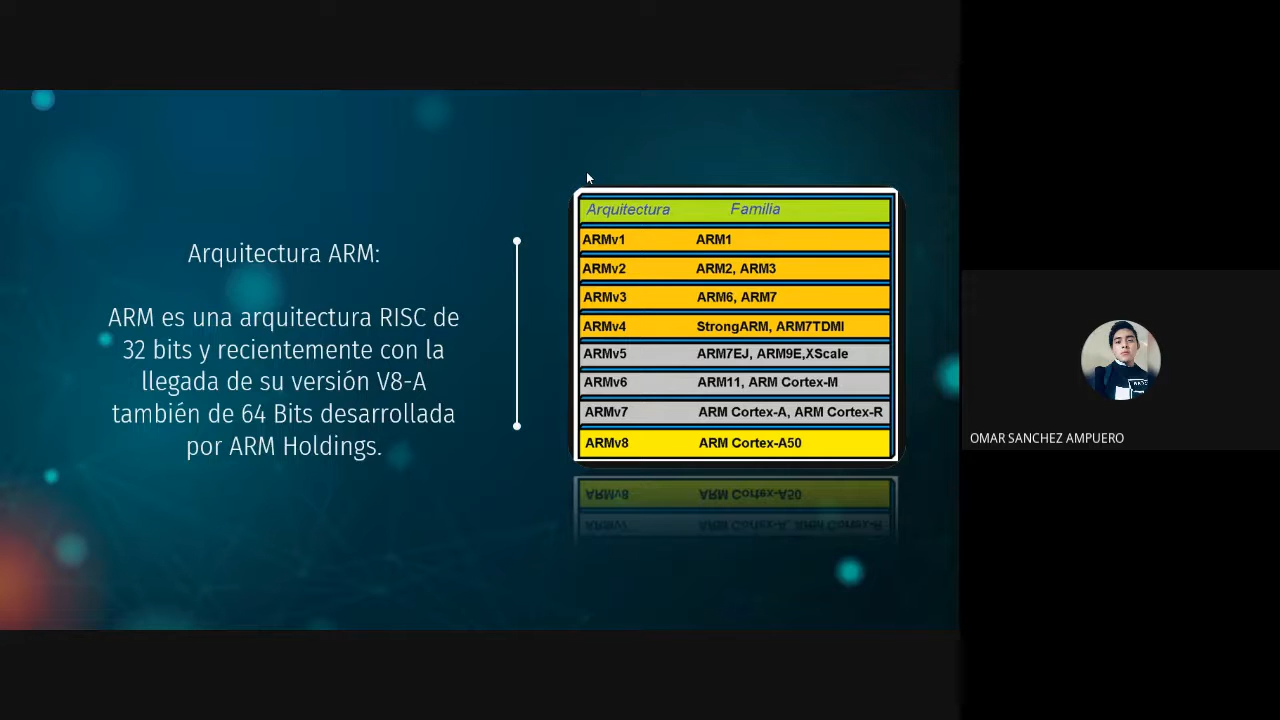 Arquitectura ARM:
ARM es una arquitectura RISC de
32 bits y recientemente con la
llegada de su versión V8-A
también de 64 Bits desarrollada
por ARM Holdings.
Arquitectura Familia
ARMv1 ARM1
ARMv2 ARM2, ARM3
ARMv3 ARM6, ARM7
ARMv4 StrongARM, ARM7TDMI
ARMv5 ARM7EJ, ARM9E,XScale
ARMv6 ARM11, ARM Cortex-M
ARMv7 ARM Cortex-A, ARM Cortex-R
ARMv8 ARM Cortex-A50
OMAR SANCHEZ AMPUERO